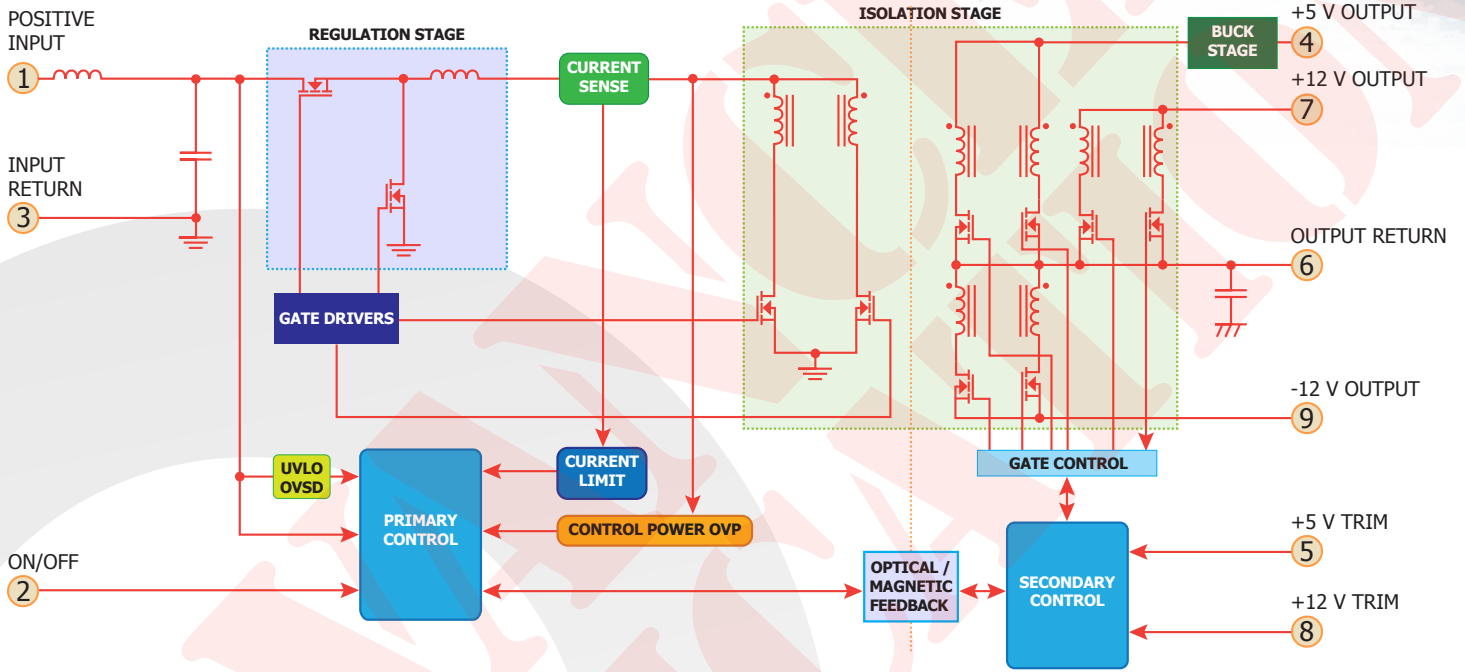 POSITIVE
INPUT
1
REGULATION STAGE
CURRENT
SENSE
ISOLATION STAGE
BUCK
STAGE
+5 V OUTPUT
4
+12 V OUTPUT
7
INPUT
RETURN
3
OUTPUT RETURN
6
GATE DRIVERS
-12 V OUTPUT
9
UVLO
OVSD
PRIMARY
CONTROL
CURRENT
LIMIT
CONTROL POWER OVP
GATE CONTROL
ON/OFF
2
OPTICAL /
MAGNETIC
FEEDBACK
SECONDARY
CONTROL
+5 V TRIM
5
+12 V TRIM
8